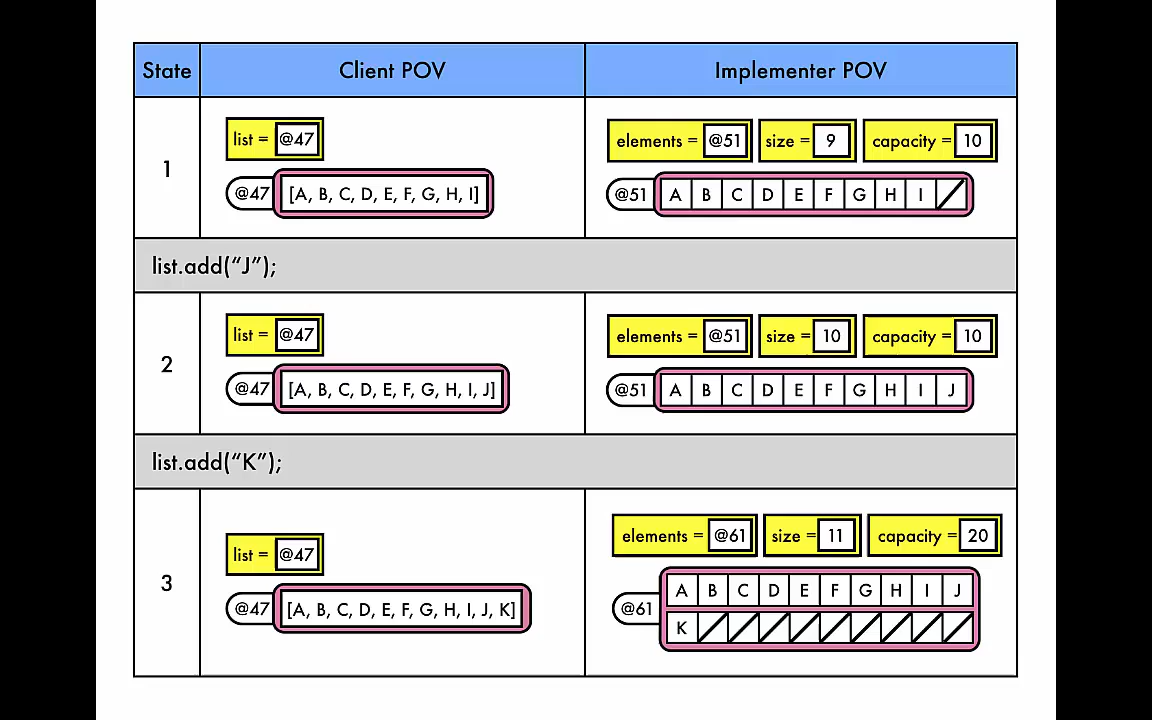 State Client POV Implementer POV
list = @47 elements = @51 size = 9 capacity = 10
1
@47 [A, B, C, D, E, F, G, H, I] @51 A B C D E F G H I
list.add(“J”);
list = @47 elements = @51 size = 10 capacity = 10
2
@47 [A, B, C, D, E, F, G, H, I, J] @51 A B C D E F G H I J
list.add(“K”);
elements = @61 size = 11 capacity = 20
list = @47
3
@47 [A, B, C, D, E, F, G, H, I, J, K] @61 A B C D E F G H I J
K